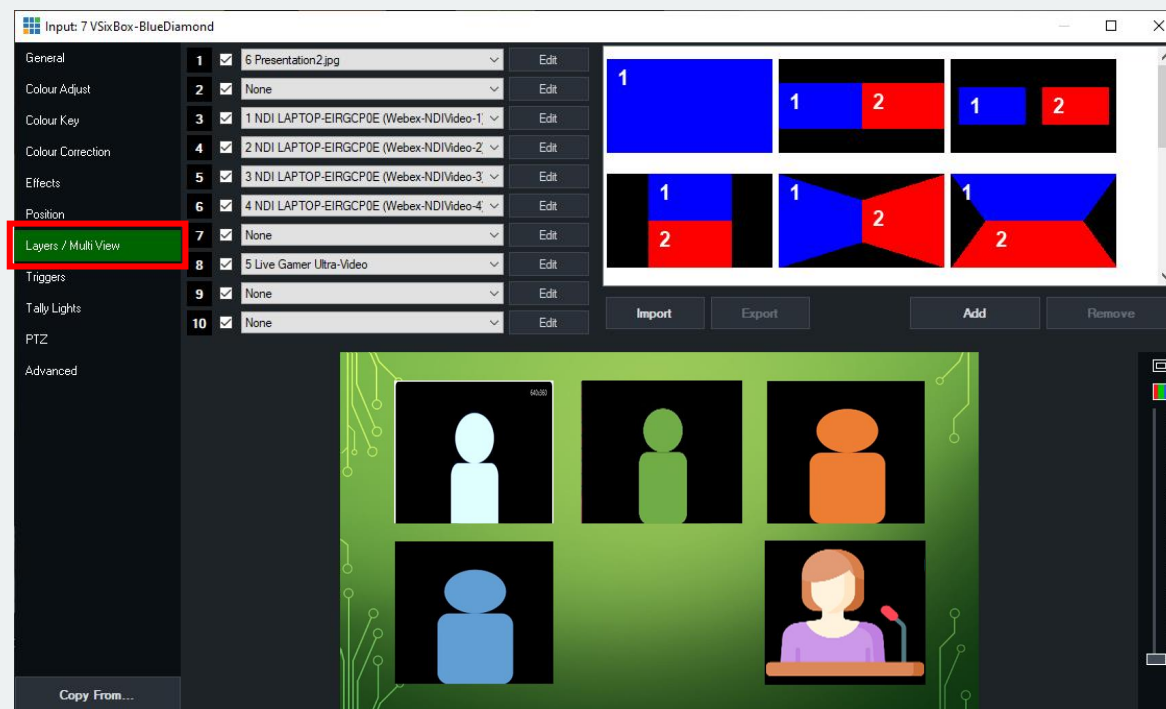 Input: 7 VSixBox-BlueDiamond
General
Colour Adjust
Colour Key
Colour Correction
Effects
Position
Layers / Multi View
Triggers
Tally Lights
PTZ
Advanced
Copy From...
1 6 Presentation2.jpg Edit
2 None Edit
3 1 NDI LAPTOP-EIRGCP0E (Webex-NDIVideo-1) Edit
4 2 NDI LAPTOP-EIRGCP0E (Webex-NDIVideo-2) Edit
5 3 NDI LAPTOP-EIRGCP0E (Webex-NDIVideo-3) Edit
6 4 NDI LAPTOP-EIRGCP0E (Webex-NDIVideo-4) Edit
7 None Edit
8 5 Live Gamer Ultra-Video Edit
9 None Edit
10 None Edit
1
1 2
1 2
1
2
1 2
1
2
Import Export Add Remove
640x360